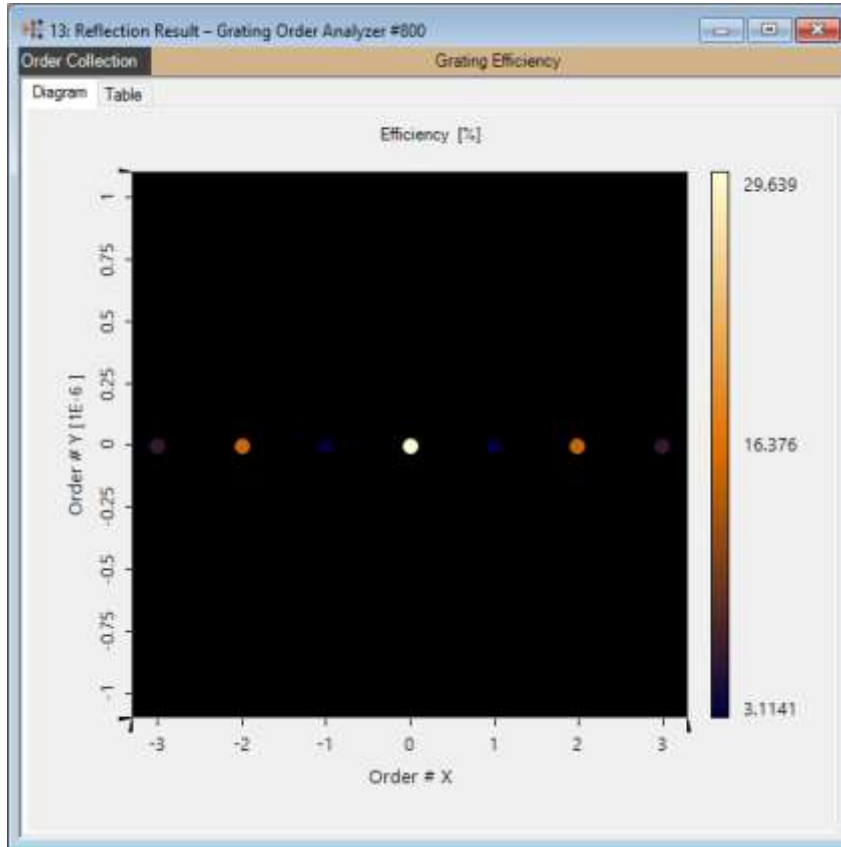 13: Reflection Result – Grating Order Analyzer #800
Order Collection Grating Efficiency
Diagram Table
Efficiency [%]
29.639
16.376
3.1141
1
0.75
0.5
0.25
0
-0.25
-0.5
-0.75
-1
Order # Y [1E-6 ]
-3 -2 -1 0 1 2 3
Order # X